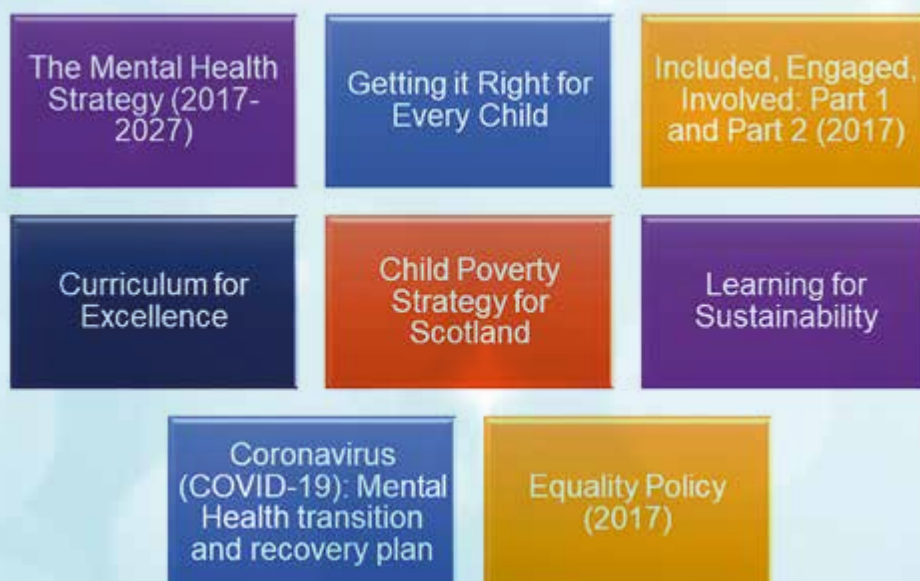 The Mental Health
Strategy (2017-
2027)
Getting it Right for
Every Child
Included, Engaged,
Involved: Part 1
and Part 2 (2017)
Curriculum for
Excellence
Child Poverty
Strategy for
Scotland
Learning for
Sustainability
Coronavirus
(COVID-19): Mental
Health transition
and recovery plan
Equality Policy
(2017)